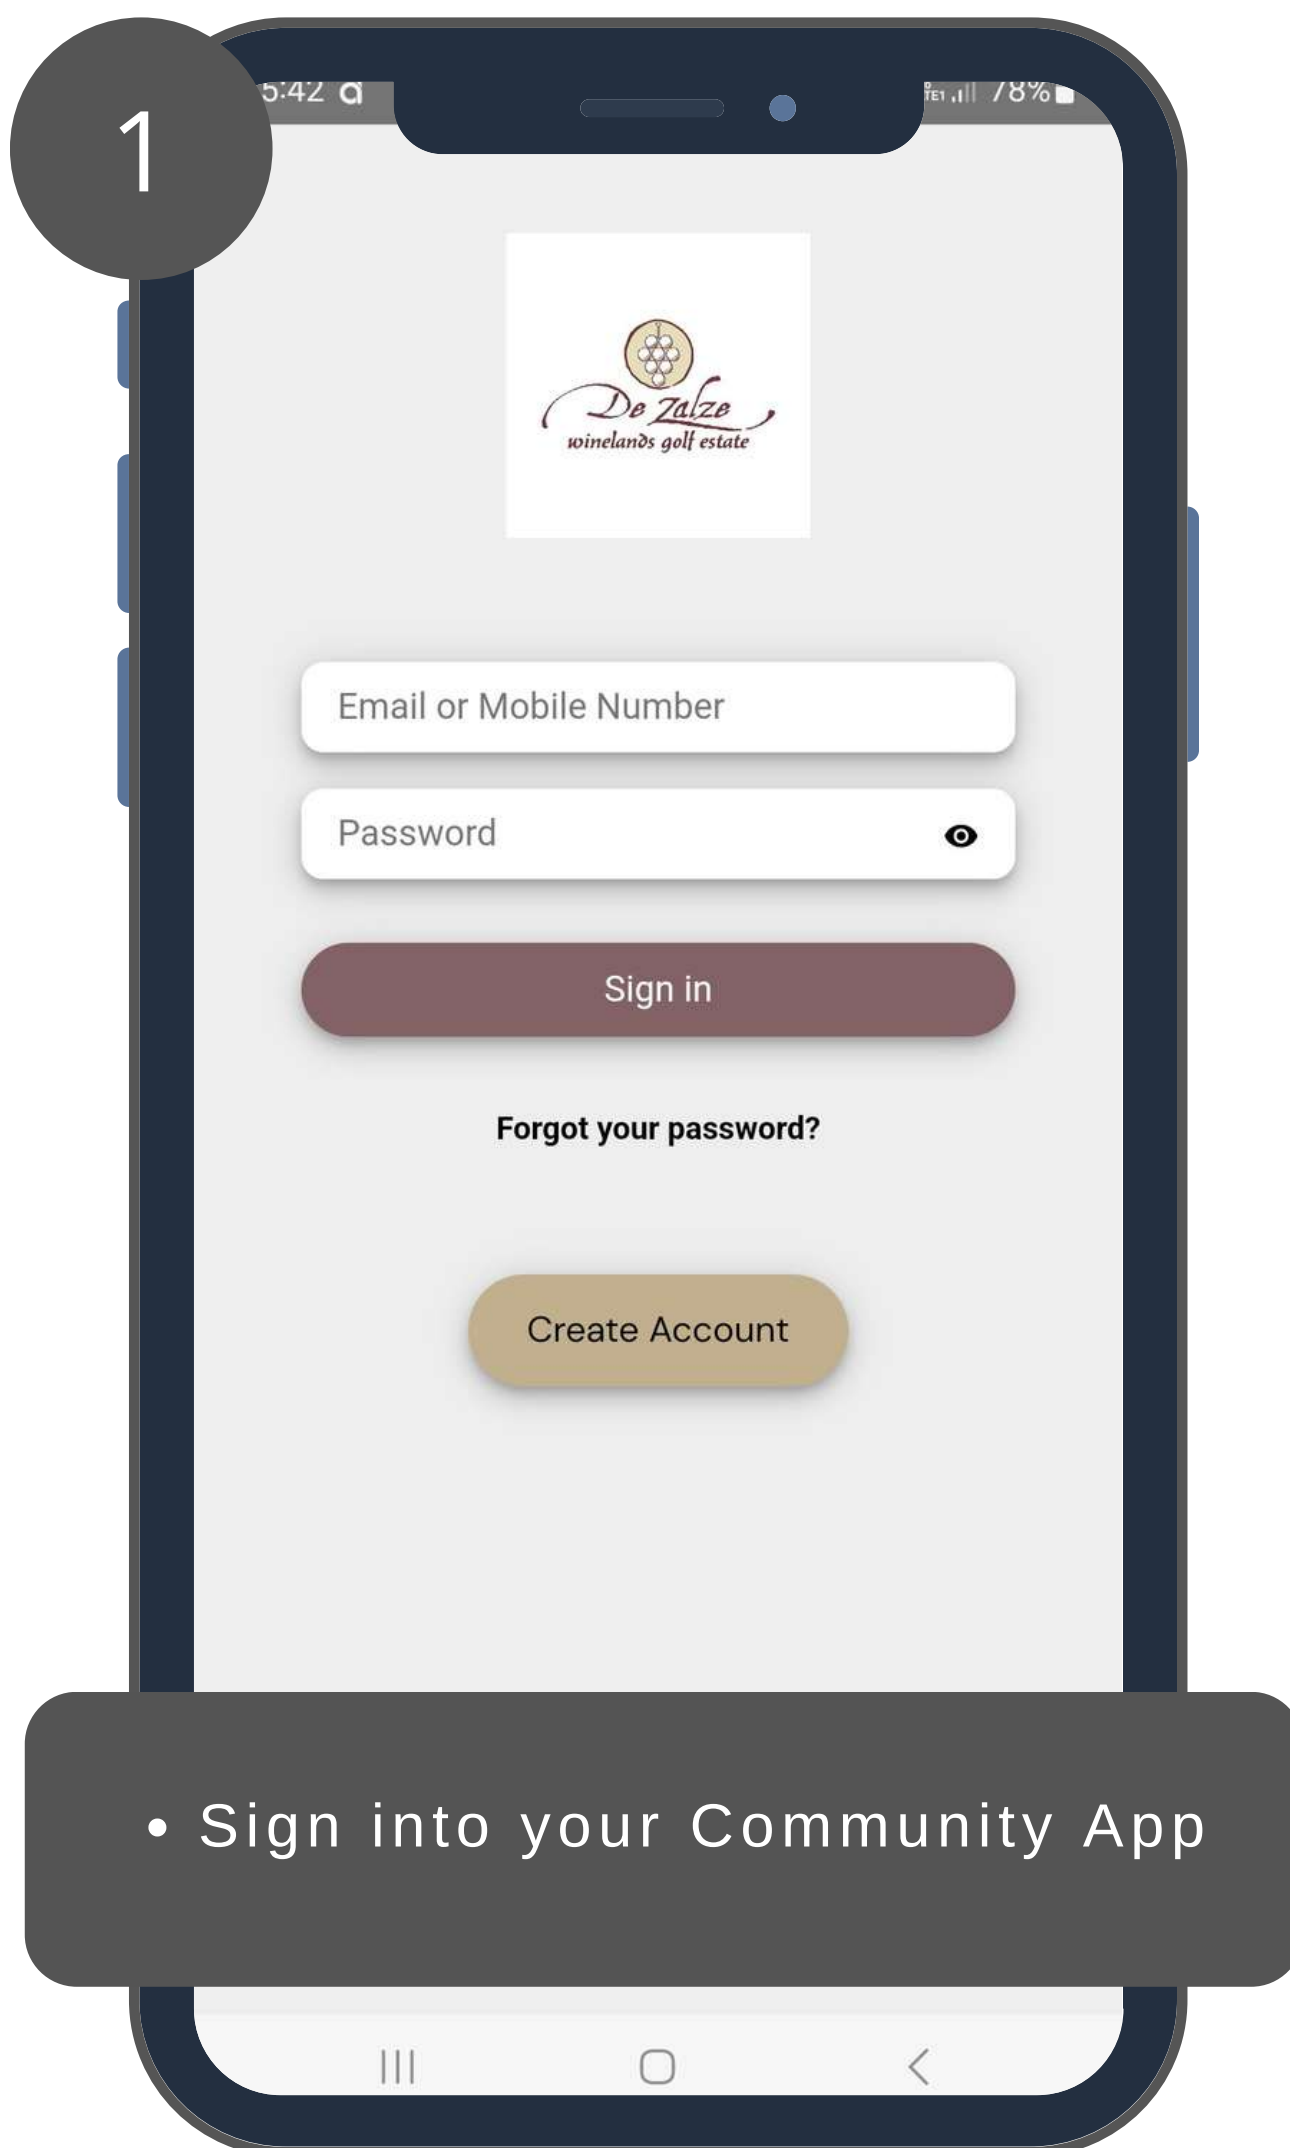 1
5:42
78%
De Zalze
winelands golf estate
Email or Mobile Number
Password
Sign in
Forgot your password?
Create Account
• Sign into your Community App